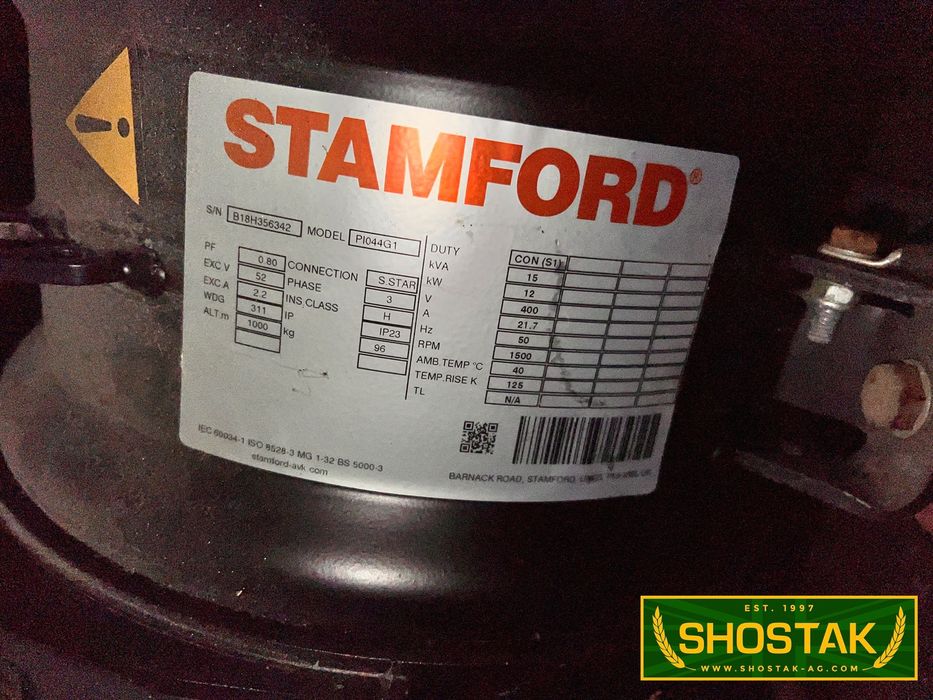 STAMFORD®
S/N B18H356342 MODEL PI044G1
PF 0.80 CONNECTION S.STAR
EXC V 52 PHASE 3
EXC A 2.2 INS.CLASS H
WDG 311 IP IP23
ALT.m 1000 kg 96
DUTY CON (S1)
kVA 15
kW 12
V 400
A 21.7
Hz 50
RPM 1500
AMB.TEMP °C 40
TEMP.RISE K 125
TL N/A
IEC 60034-1 ISO 8528-3 MG 1-32 BS 5000-3
stamford-avk.com
BARNACK ROAD, STAMFORD,
EST. 1997
SHOSTAK
WWW.SHOSTAK-AG.COM